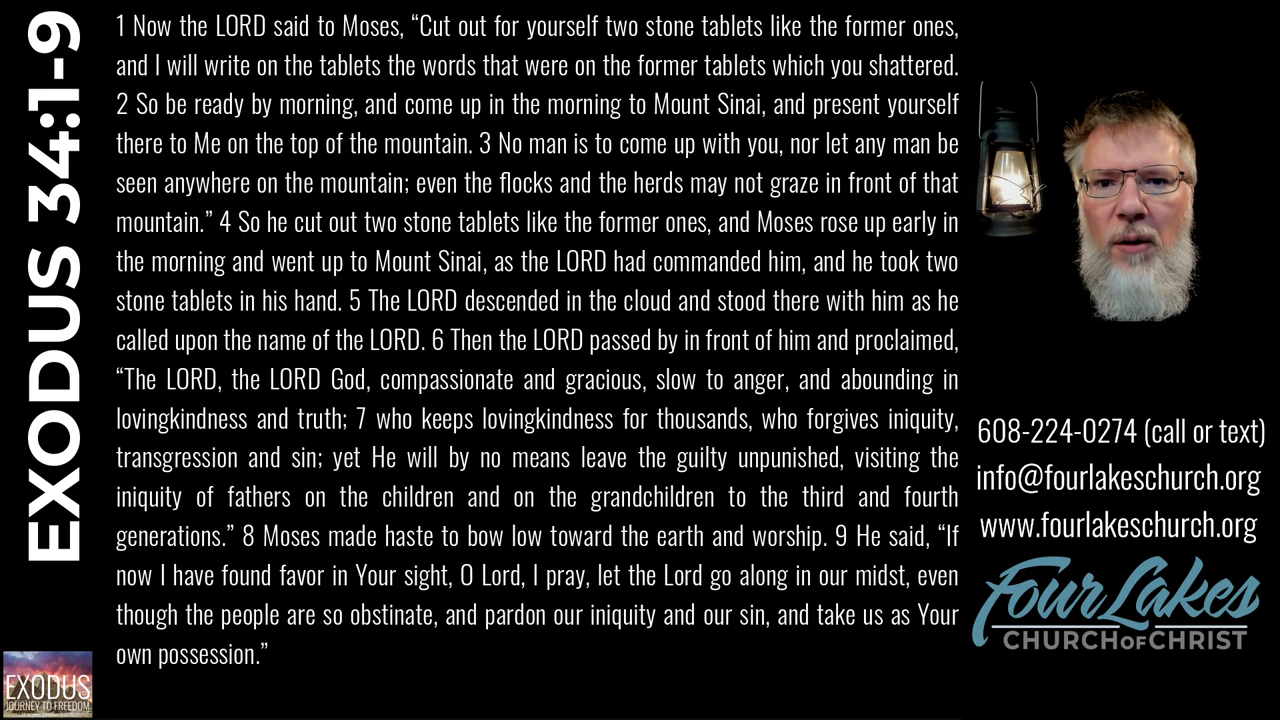 EXODUS 34:1-9
1 Now the LORD said to Moses, “Cut out for yourself two stone tablets like the former ones,
and I will write on the tablets the words that were on the former tablets which you shattered.
2 So be ready by morning, and come up in the morning to Mount Sinai, and present yourself
there to Me on the top of the mountain. 3 No man is to come up with you, nor let any man be
seen anywhere on the mountain; even the flocks and the herds may not graze in front of that
mountain.” 4 So he cut out two stone tablets like the former ones, and Moses rose up early in
the morning and went up to Mount Sinai, as the LORD had commanded him, and he took two
stone tablets in his hand. 5 The LORD descended in the cloud and stood there with him as he
called upon the name of the LORD. 6 Then the LORD passed by in front of him and proclaimed,
“The LORD, the LORD God, compassionate and gracious, slow to anger, and abounding in
lovingkindness and truth; 7 who keeps lovingkindness for thousands, who forgives iniquity,
transgression and sin; yet He will by no means leave the guilty unpunished, visiting the
iniquity of fathers on the children and on the grandchildren to the third and fourth
generations.” 8 Moses made haste to bow low toward the earth and worship. 9 He said, “If
now I have found favor in Your sight, O Lord, I pray, let the Lord go along in our midst, even
though the people are so obstinate, and pardon our iniquity and our sin, and take us as Your
own possession.”
608-224-0274 (call or text)
info@fourlakeschurch.org
www.fourlakeschurch.org
Four Lakes
CHURCH OF CHRIST
EXODUS
JOURNEY TO FREEDOM